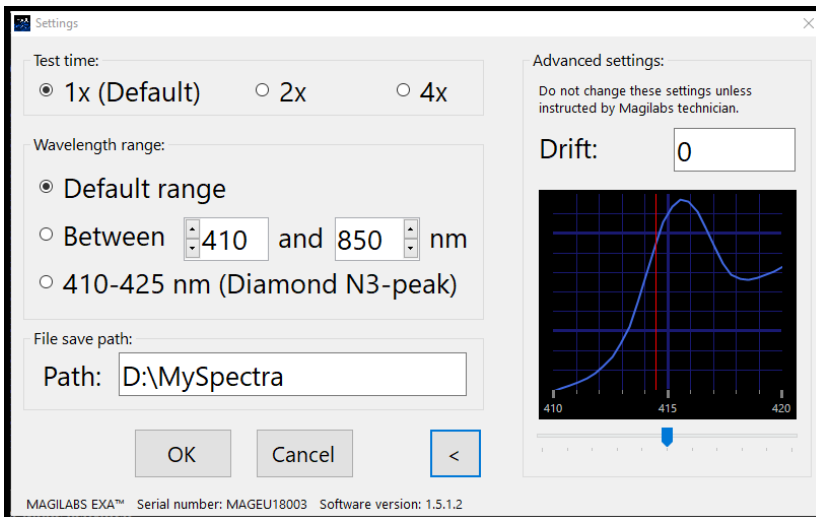 Settings
Test time:
1x (Default) 2x 4x
Wavelength range:
Default range
Between 410 and 850 nm
410-425 nm (Diamond N3-peak)
File save path:
Path: D:\MySpectra
OK Cancel <
MAGILABS EXA™ Serial number: MAGEU18003 Software version: 1.5.1.2
Advanced settings:
Do not change these settings unless
instructed by Magilabs technician.
Drift: 0
410 415 420